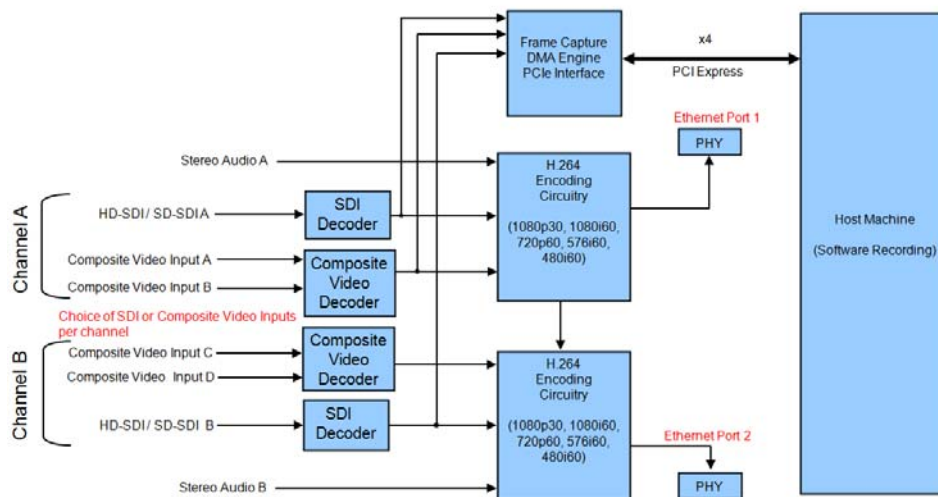 Frame Capture
DMA Engine
PCIe Interface
x4
PCI Express
Host Machine
(Software Recording)
Ethernet Port 1
PHY
Stereo Audio A
H.264
Encoding
Circuitry
(1080p30, 1080i60,
720p60, 576i60,
480i60)
Channel A
HD-SDI / SD-SDI A
SDI
Decoder
Composite Video Input A
Composite Video Input B
Composite
Video
Decoder
Choice of SDI or Composite Video Inputs
per channel
Channel B
Composite Video Input C
Composite Video Input D
Composite
Video
Decoder
HD-SDI / SD-SDI B
SDI
Decoder
H.264
Encoding
Circuitry
(1080p30, 1080i60,
720p60, 576i60,
480i60)
Ethernet Port 2
PHY
Stereo Audio B